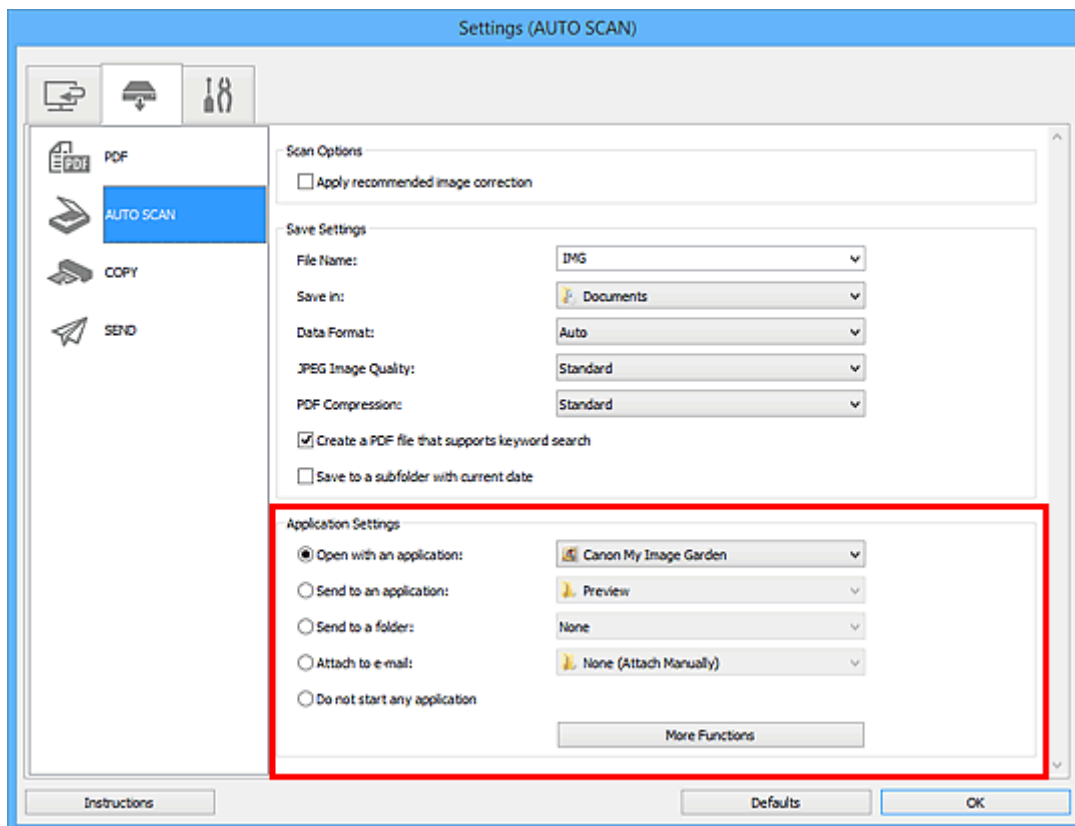 Settings (AUTO SCAN)
PDF
PDF
AUTO SCAN
COPY
SEND
Scan Options
Apply recommended image correction
Save Settings
File Name: IMG
Save in: Documents
Data Format: Auto
JPEG Image Quality: Standard
PDF Compression: Standard
Create a PDF file that supports keyword search
Save to a subfolder with current date
Application Settings
Open with an application: Canon My Image Garden
Send to an application: Preview
Send to a folder: None
Attach to e-mail: None (Attach Manually)
Do not start any application
More Functions
Instructions Defaults OK